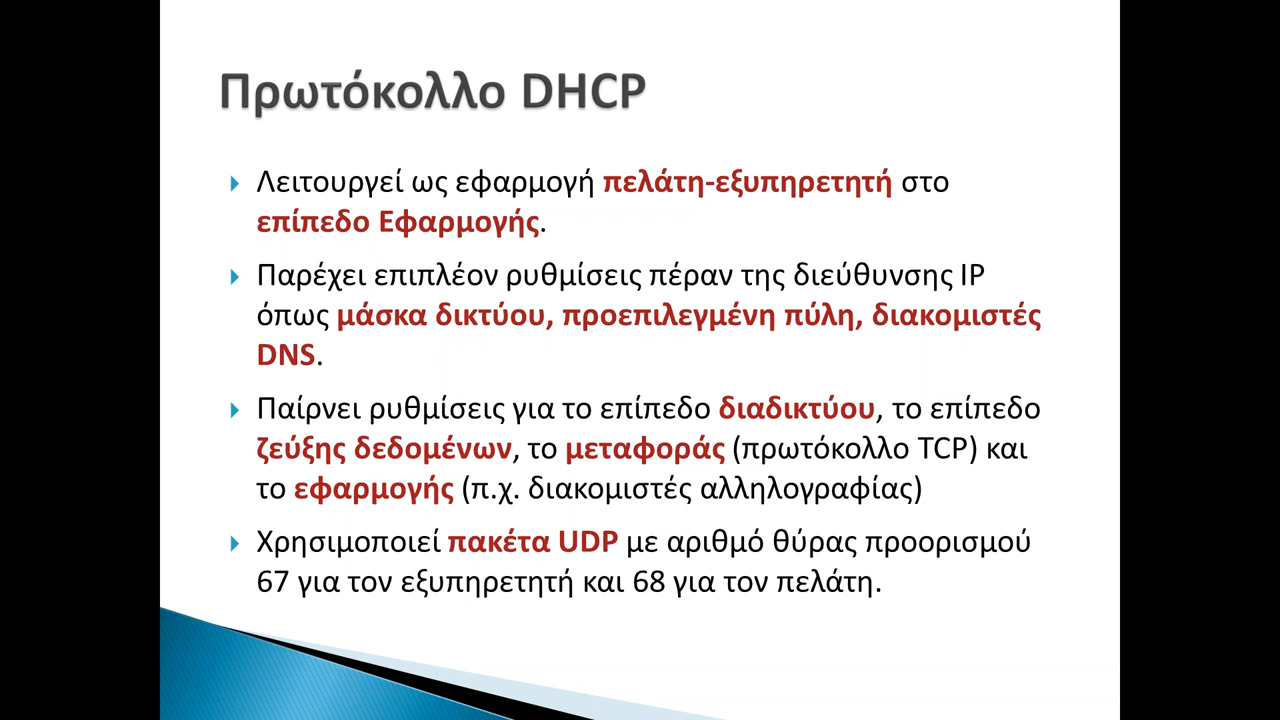 Πρωτόκολλο DHCP
Λειτουργεί ως εφαρμογή πελάτη-εξυπηρετητή στο
επίπεδο Εφαρμογής.
Παρέχει επιπλέον ρυθμίσεις πέραν της διεύθυνσης IP
όπως μάσκα δικτύου, προεπιλεγμένη πύλη, διακομιστές
DNS.
Παίρνει ρυθμίσεις για το επίπεδο διαδικτύου, το επίπεδο
ζεύξης δεδομένων, το μεταφοράς (πρωτόκολλο TCP) και
το εφαρμογής (π.χ. διακομιστές αλληλογραφίας)
Χρησιμοποιεί πακέτα UDP με αριθμό θύρας προορισμού
67 για τον εξυπηρετητή και 68 για τον πελάτη.